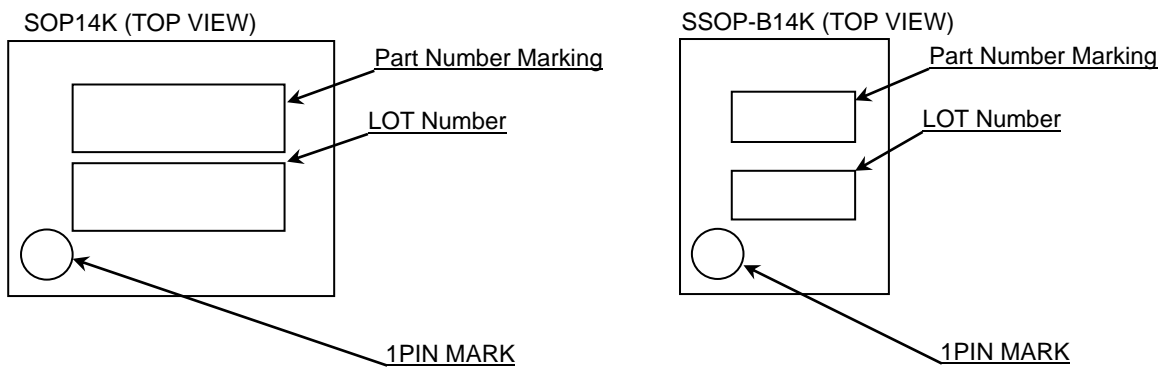 SOP14K (TOP VIEW)
Part Number Marking
LOT Number
1PIN MARK
SSOP-B14K (TOP VIEW)
Part Number Marking
LOT Number
1PIN MARK